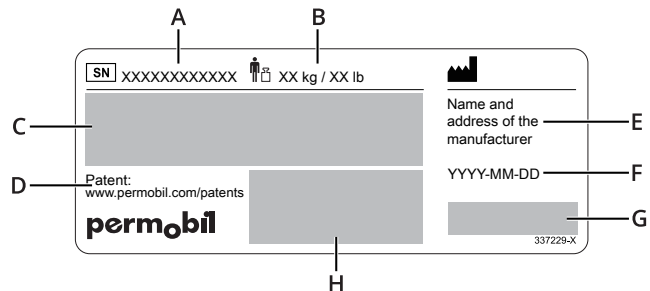 A
B
SN XXXXXXXXXXXX XX kg / XX lb
C
Name and
address of the
manufacturer
E
D
Patent:
www.permobil.com/patents
YYYY-MM-DD
F
permobil
G
337229-X
H